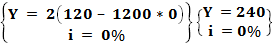 Y = 2(120 – 1200 * 0) Y = 240
i = 0% i = 0%